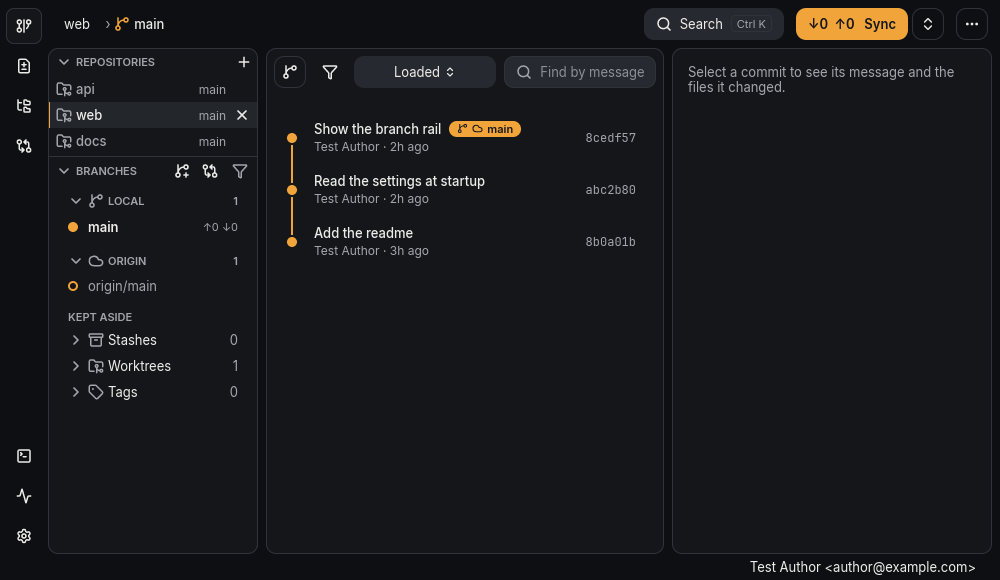 web › main
Search Ctrl K
↓0 ↑0 Sync
REPOSITORIES
api main
web main
docs main
BRANCHES
LOCAL 1
main ↑0 ↓0
ORIGIN 1
origin/main
KEPT ASIDE
Stashes 0
Worktrees 1
Tags 0
Loaded
Find by message
Show the branch rail main
Test Author · 2h ago
8cedf57
Read the settings at startup
Test Author · 2h ago
abc2b80
Add the readme
Test Author · 3h ago
8b0a01b
Select a commit to see its message and the
files it changed.
Test Author <author@example.com>